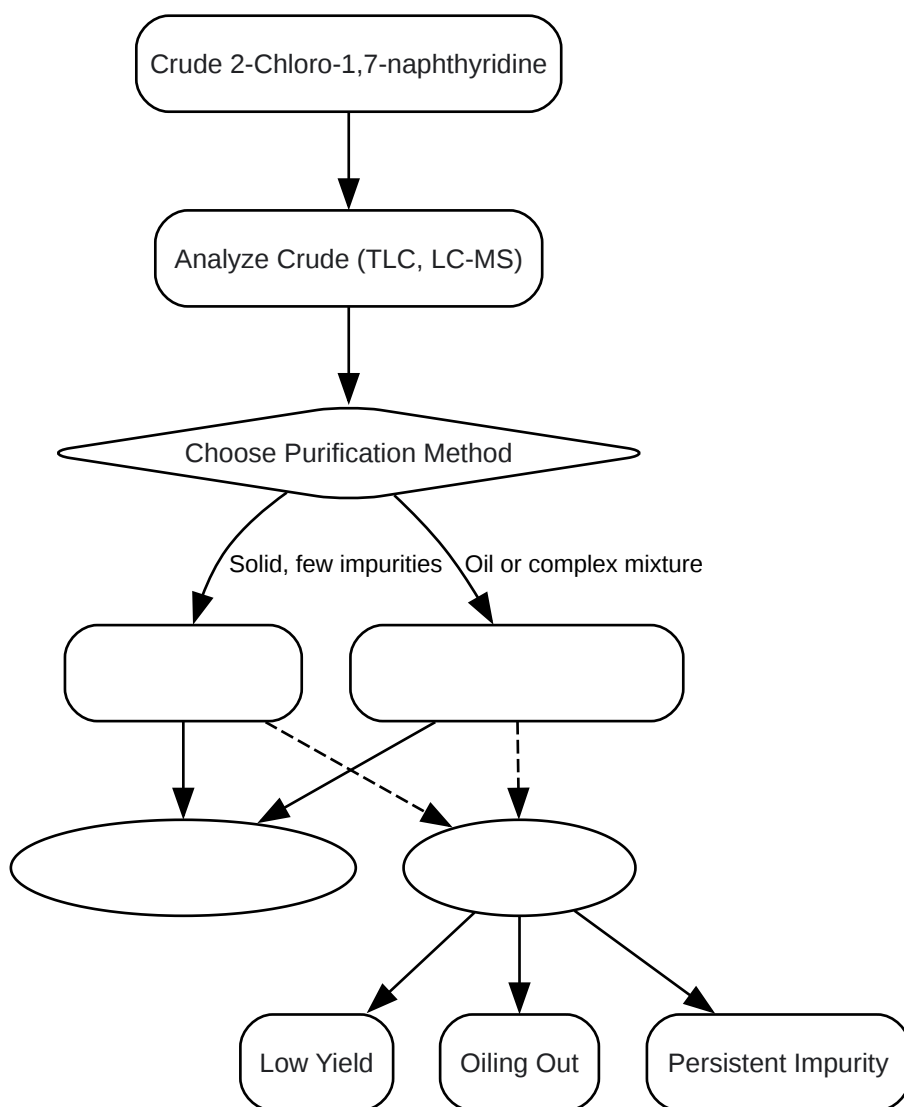 Crude 2-Chloro-1,7-naphthyridine
Analyze Crude (TLC, LC-MS)
Choose Purification Method
Solid, few impurities
Oil or complex mixture
Low Yield
Oiling Out
Persistent Impurity